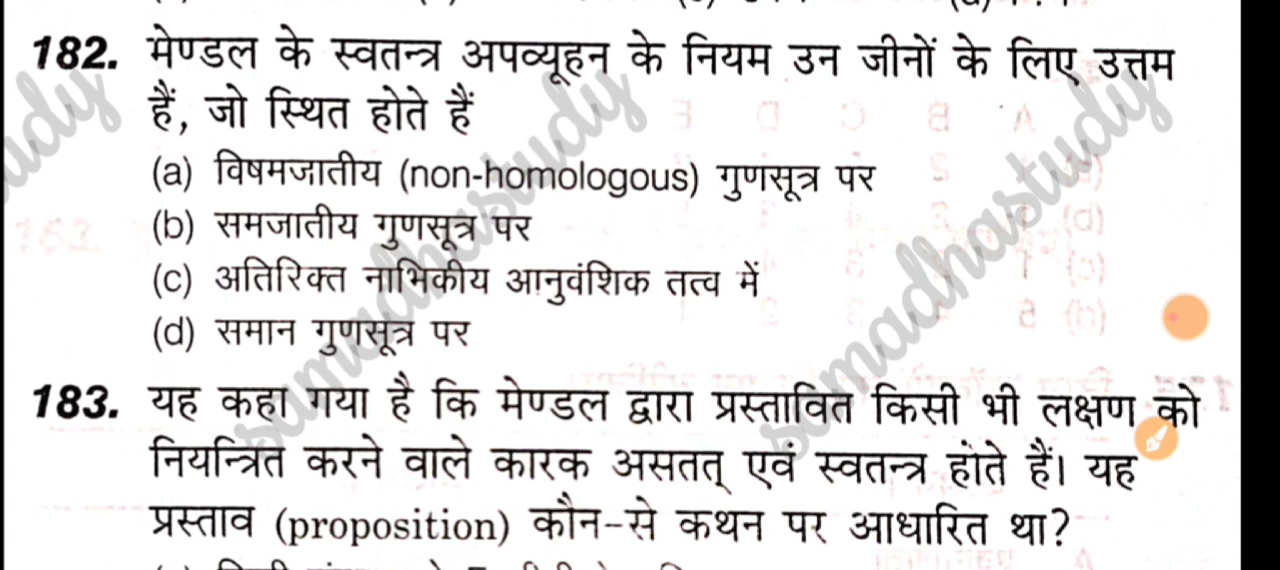 182. मेण्डल के स्वतन्त्र अपव्यूहन के नियम उन जीनों के लिए उत्तम
हैं, जो स्थित होते हैं
(a) विषमजातीय (non-homologous) गुणसूत्र पर
(b) समजातीय गुणसूत्र पर
(c) अतिरिक्त नाभिकीय आनुवंशिक तत्व में
(d) समान गुणसूत्र पर
183. यह कहा गया है कि मेण्डल द्वारा प्रस्तावित किसी भी लक्षण को
नियन्त्रित करने वाले कारक असतत् एवं स्वतन्त्र होते हैं। यह
प्रस्ताव (proposition) कौन-से कथन पर आधारित था?
samadhastudy
samadhastudy